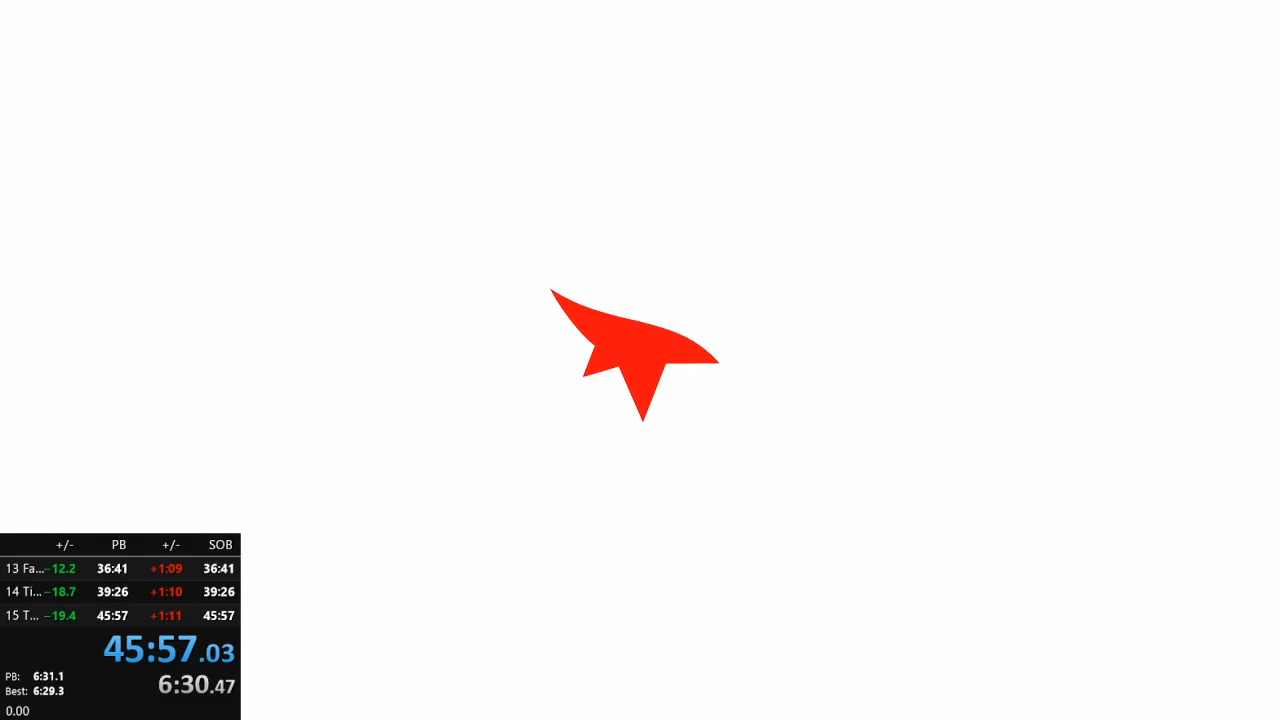 +/- PB +/- SOB
13 Fa... −12.2 36:41 +1:09 36:41
14 Ti... −18.7 39:26 +1:10 39:26
15 T... −19.4 45:57 +1:11 45:57
45:57.03
PB: 6:31.1 6:30.47
Best: 6:29.3
0.00